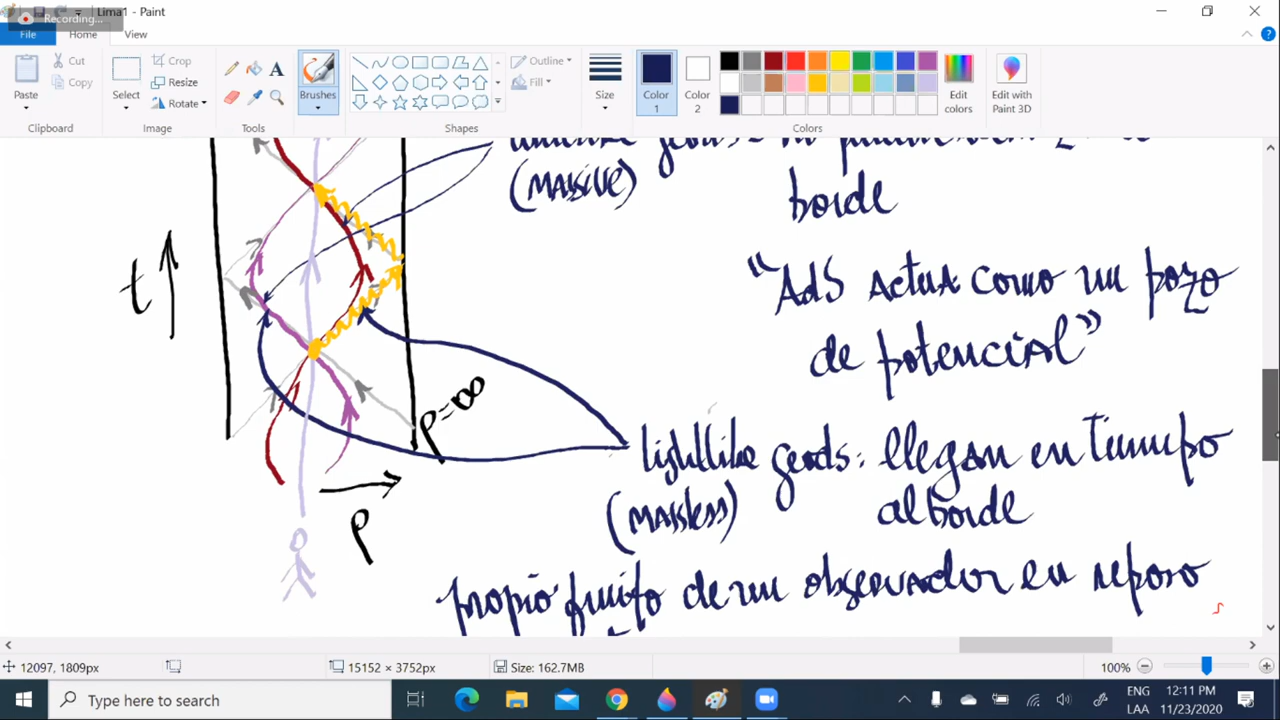 Recording...
Lima1 - Paint
File
Home
View
Paste
Cut
Copy
Clipboard
Select
Crop
Resize
Rotate
Image
Tools
Brushes
Shapes
Outline
Fill
Size
Color 1
Color 2
Edit colors
Edit with Paint 3D
Colors
(MASSIVE)
borde
"AdS ActuA como un pozo
de potencial"
t
ρ=∞
ρ
lightlike geods: llegan en tiempo
(MASSless)
al borde
propio finito de un observador en reposo
12097, 1809px
15152 × 3752px
Size: 162.7MB
100%
Type here to search
ENG
LAA
12:11 PM
11/23/2020